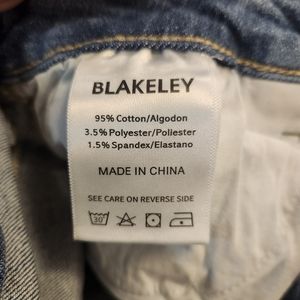 BLAKELEY
95% Cotton/Algodon
3.5% Polyester/Poliester
1.5% Spandex/Elastano
MADE IN CHINA
SEE CARE ON REVERSE SIDE
30°